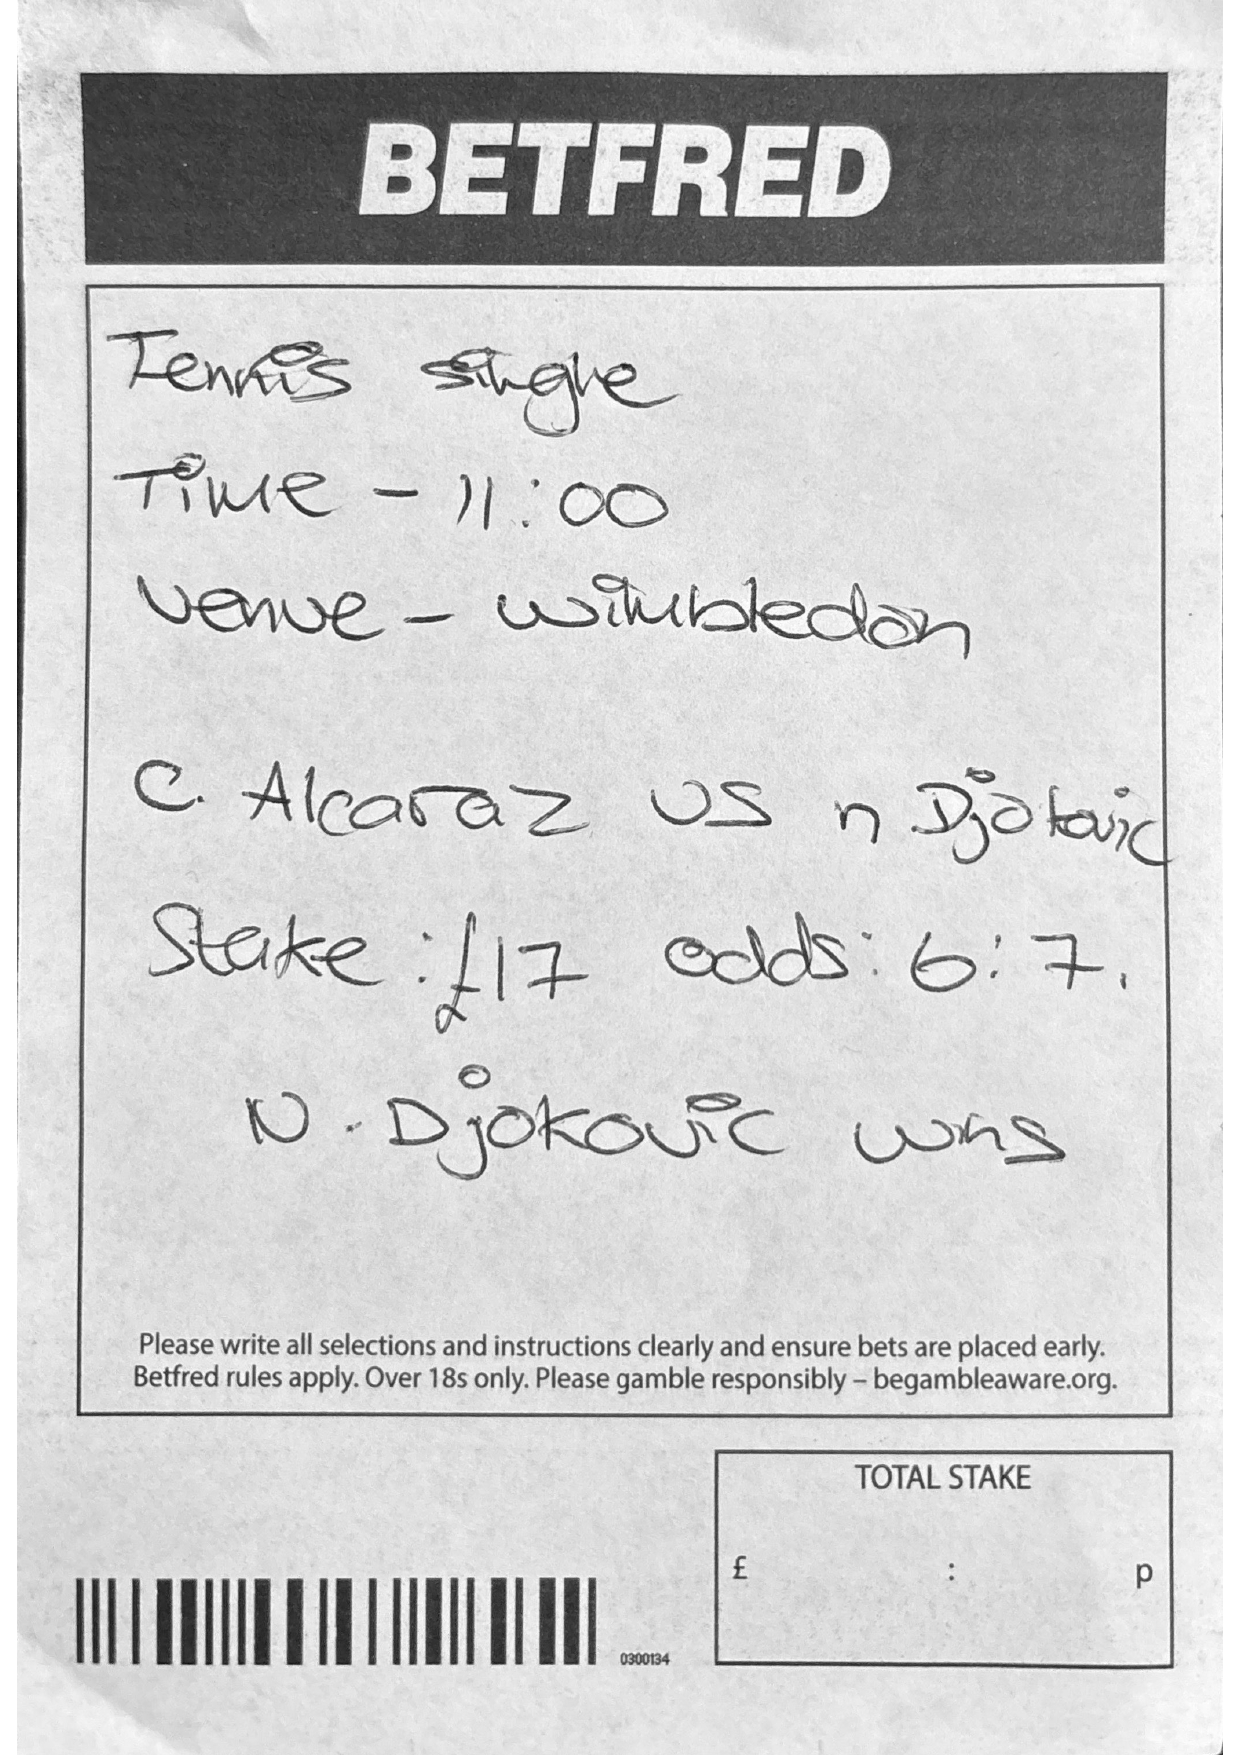 BETFRED
Tennis single
Time - 11:00
Venue - Wimbledon
C. Alcaraz VS n Djokovic
Stake : £17 odds: 6:7.
N. Djokovic wins
Please write all selections and instructions clearly and ensure bets are placed early.
Betfred rules apply. Over 18s only. Please gamble responsibly – begambleaware.org.
TOTAL STAKE
£ : p
0300134